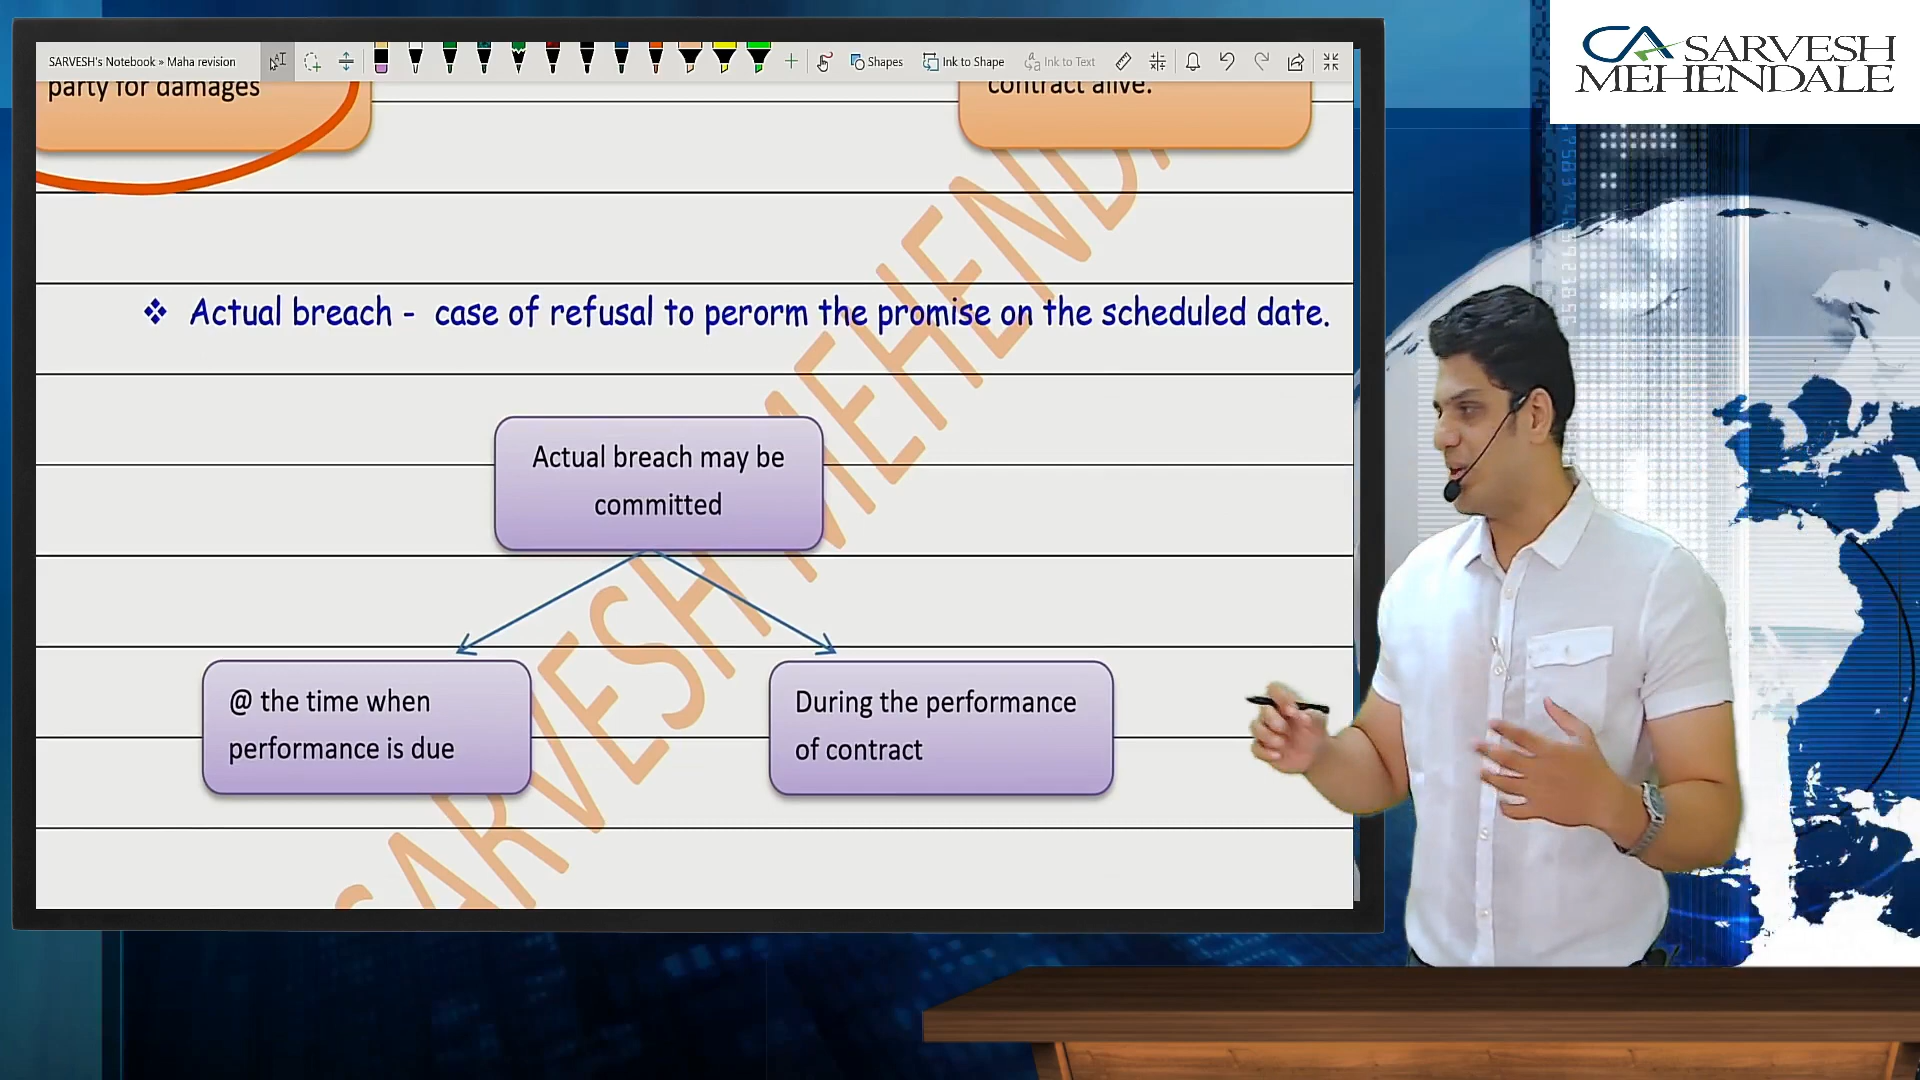 CA SARVESH
MEHENDALE
SARVESH's Notebook » Maha revision
Shapes
Ink to Shape
Ink to Text
party for damages
contract alive.
❖ Actual breach - case of refusal to perorm the promise on the scheduled date.
Actual breach may be
committed
@ the time when
performance is due
During the performance
of contract
SARVESH MEHENDA